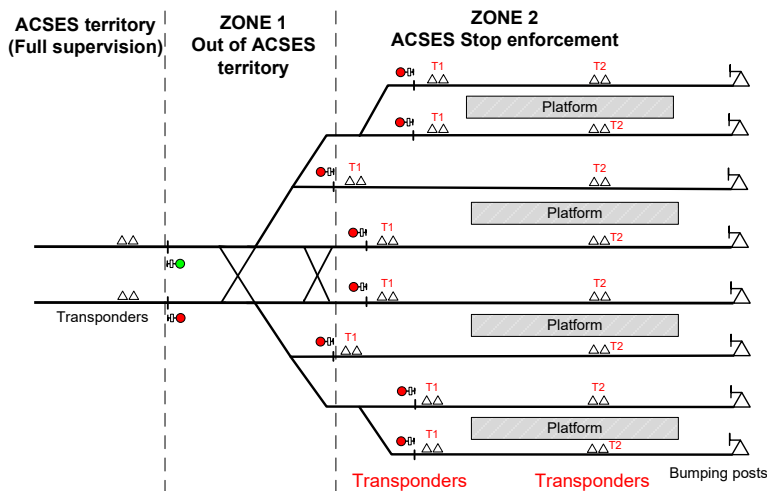 ACSES territory
(Full supervision)
ZONE 1
Out of ACSES
territory
ZONE 2
ACSES Stop enforcement
T1
T2
Platform
T1
T2
T1
T2
Platform
T1
T2
Transponders
T1
T2
Platform
T1
T2
T1
T2
Platform
T1
T2
Transponders
Transponders
Bumping posts